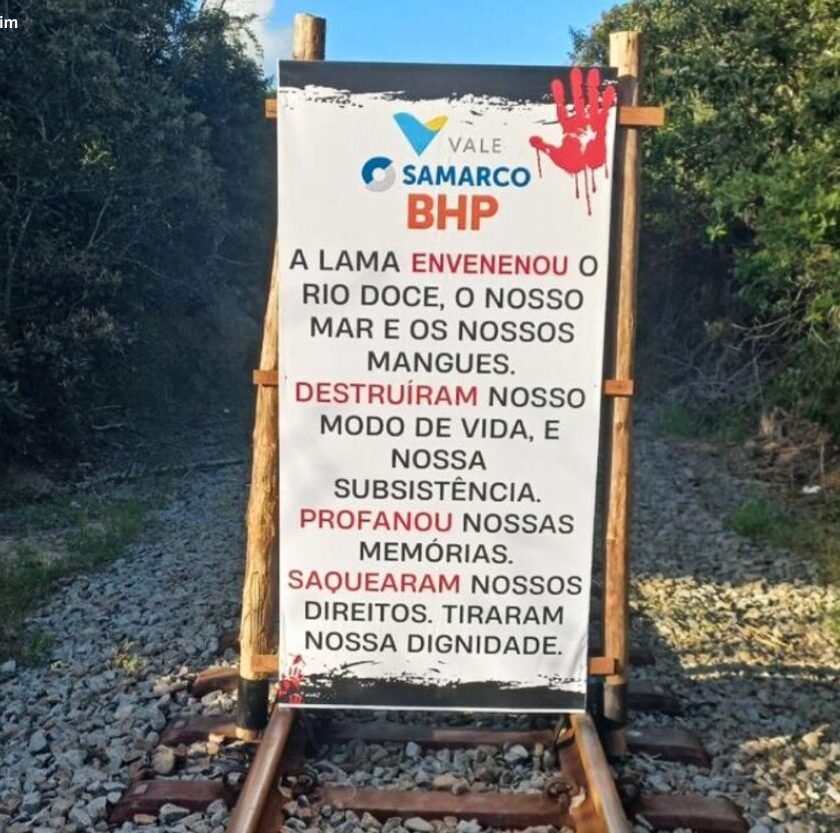 im
VALE
SAMARCO
BHP
A LAMA ENVENENOU O
RIO DOCE, O NOSSO
MAR E OS NOSSOS
MANGUES.
DESTRUÍRAM NOSSO
MODO DE VIDA, E
NOSSA
SUBSISTÊNCIA.
PROFANOU NOSSAS
MEMÓRIAS.
SAQUEARAM NOSSOS
DIREITOS. TIRARAM
NOSSA DIGNIDADE.